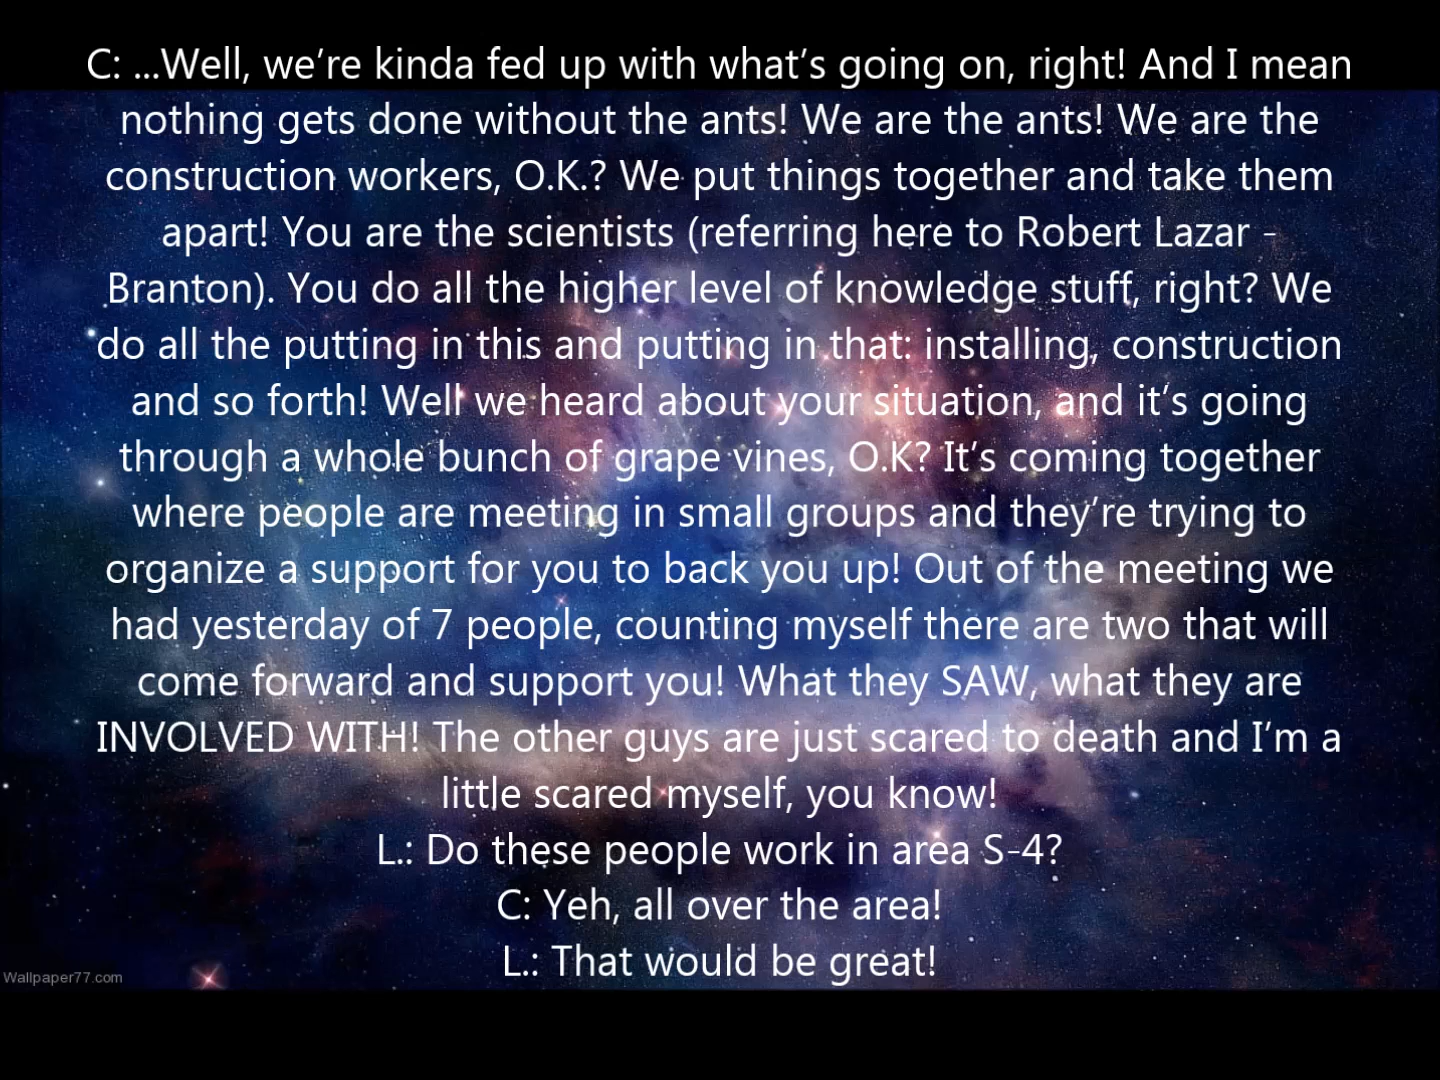 C: ...Well, we’re kinda fed up with what’s going on, right! And I mean
nothing gets done without the ants! We are the ants! We are the
construction workers, O.K.? We put things together and take them
apart! You are the scientists (referring here to Robert Lazar -
Branton). You do all the higher level of knowledge stuff, right? We
do all the putting in this and putting in that: installing, construction
and so forth! Well we heard about your situation, and it’s going
through a whole bunch of grape vines, O.K? It’s coming together
where people are meeting in small groups and they’re trying to
organize a support for you to back you up! Out of the meeting we
had yesterday of 7 people, counting myself there are two that will
come forward and support you! What they SAW, what they are
INVOLVED WITH! The other guys are just scared to death and I’m a
little scared myself, you know!
L.: Do these people work in area S-4?
C: Yeh, all over the area!
L.: That would be great!
Wallpaper77.com